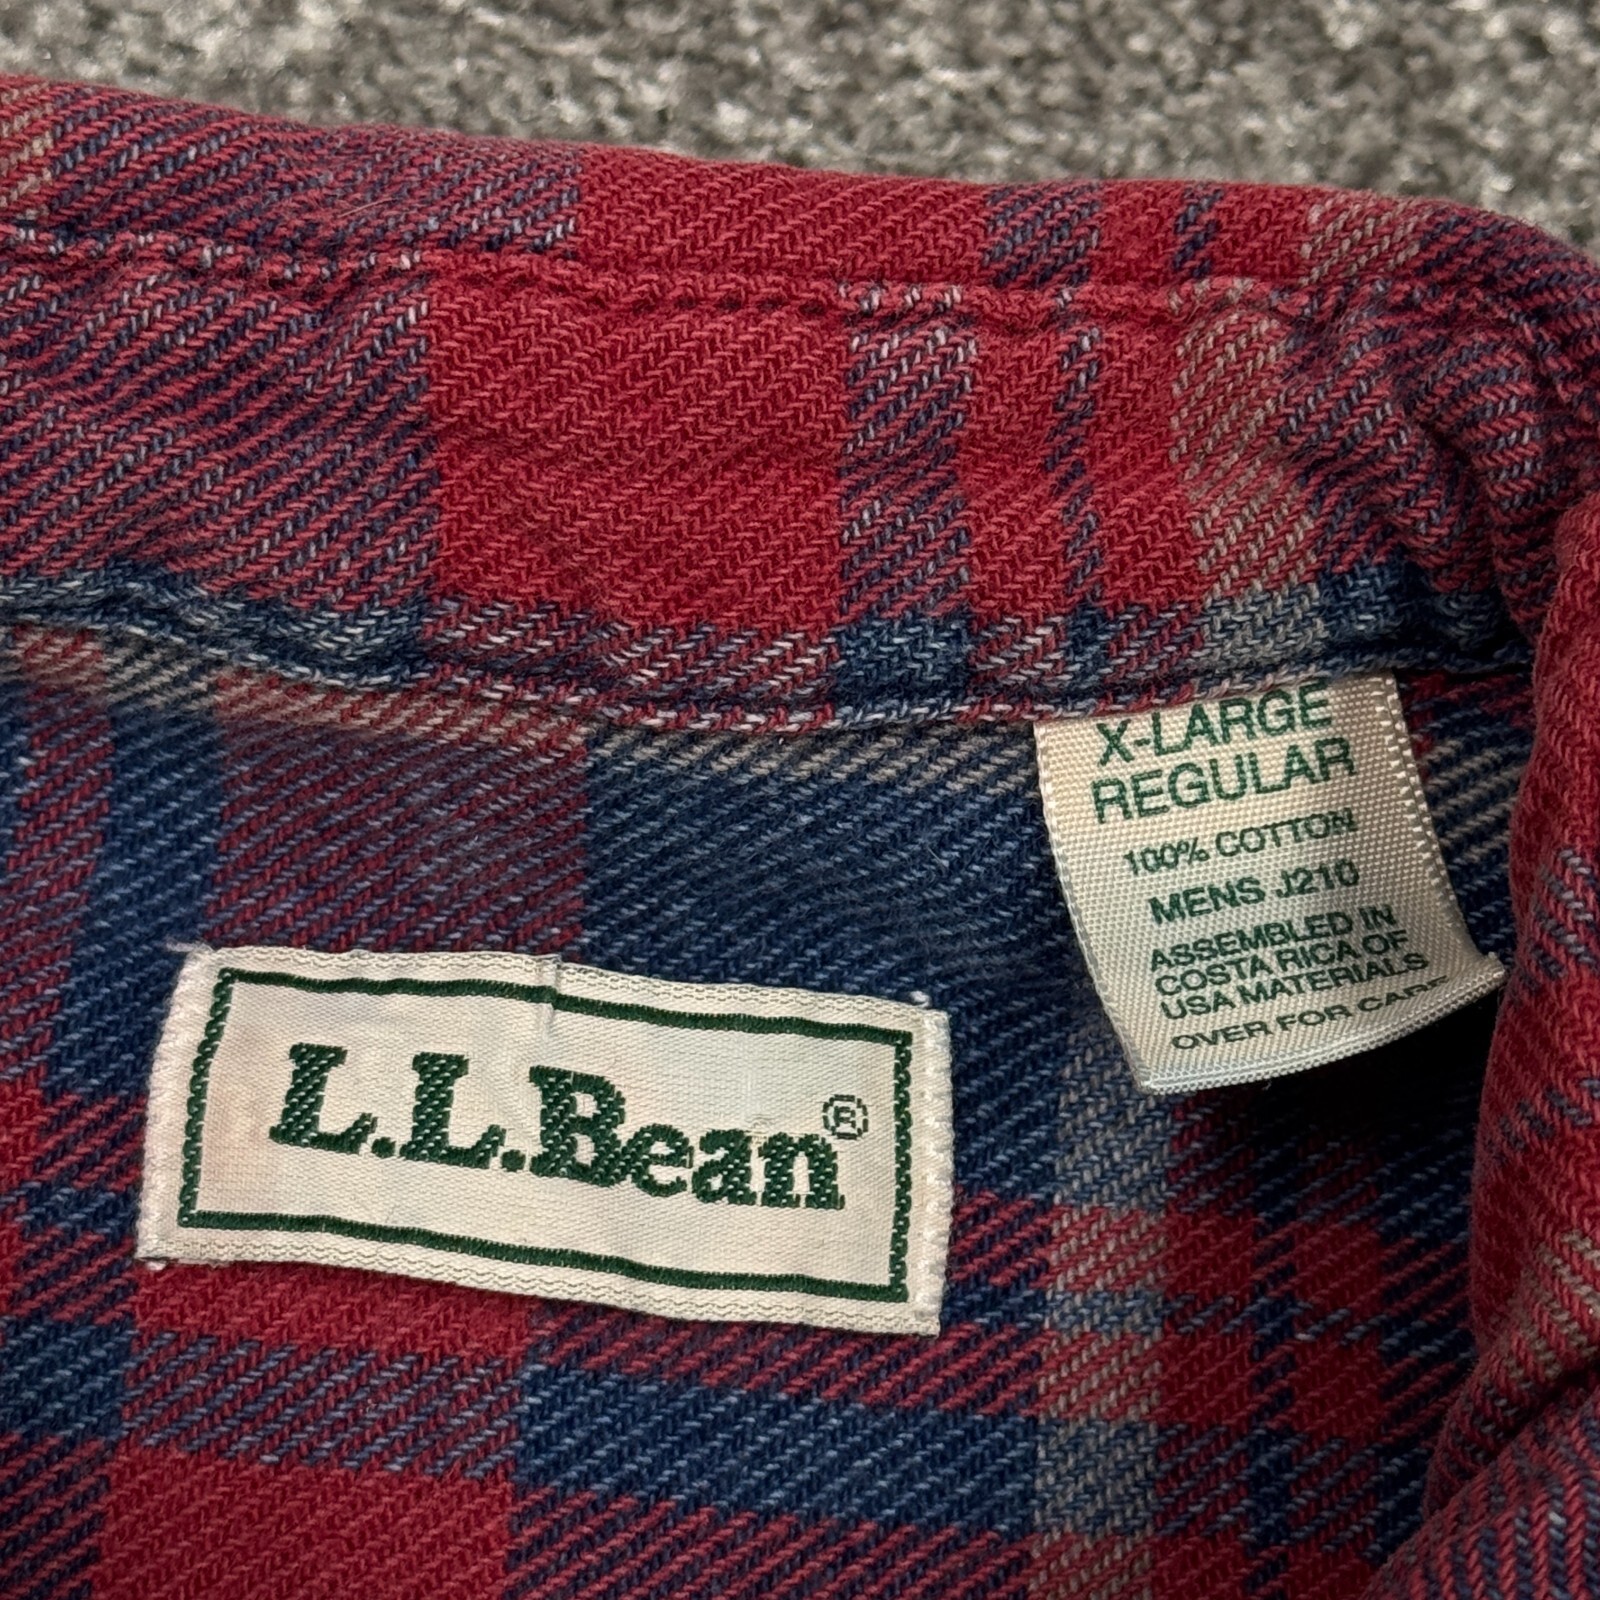 X-LARGE
REGULAR
100% COTTON
MENS J210
ASSEMBLED IN
COSTA RICA OF
USA MATERIALS
OVER FOR CARE
L.L.Bean®